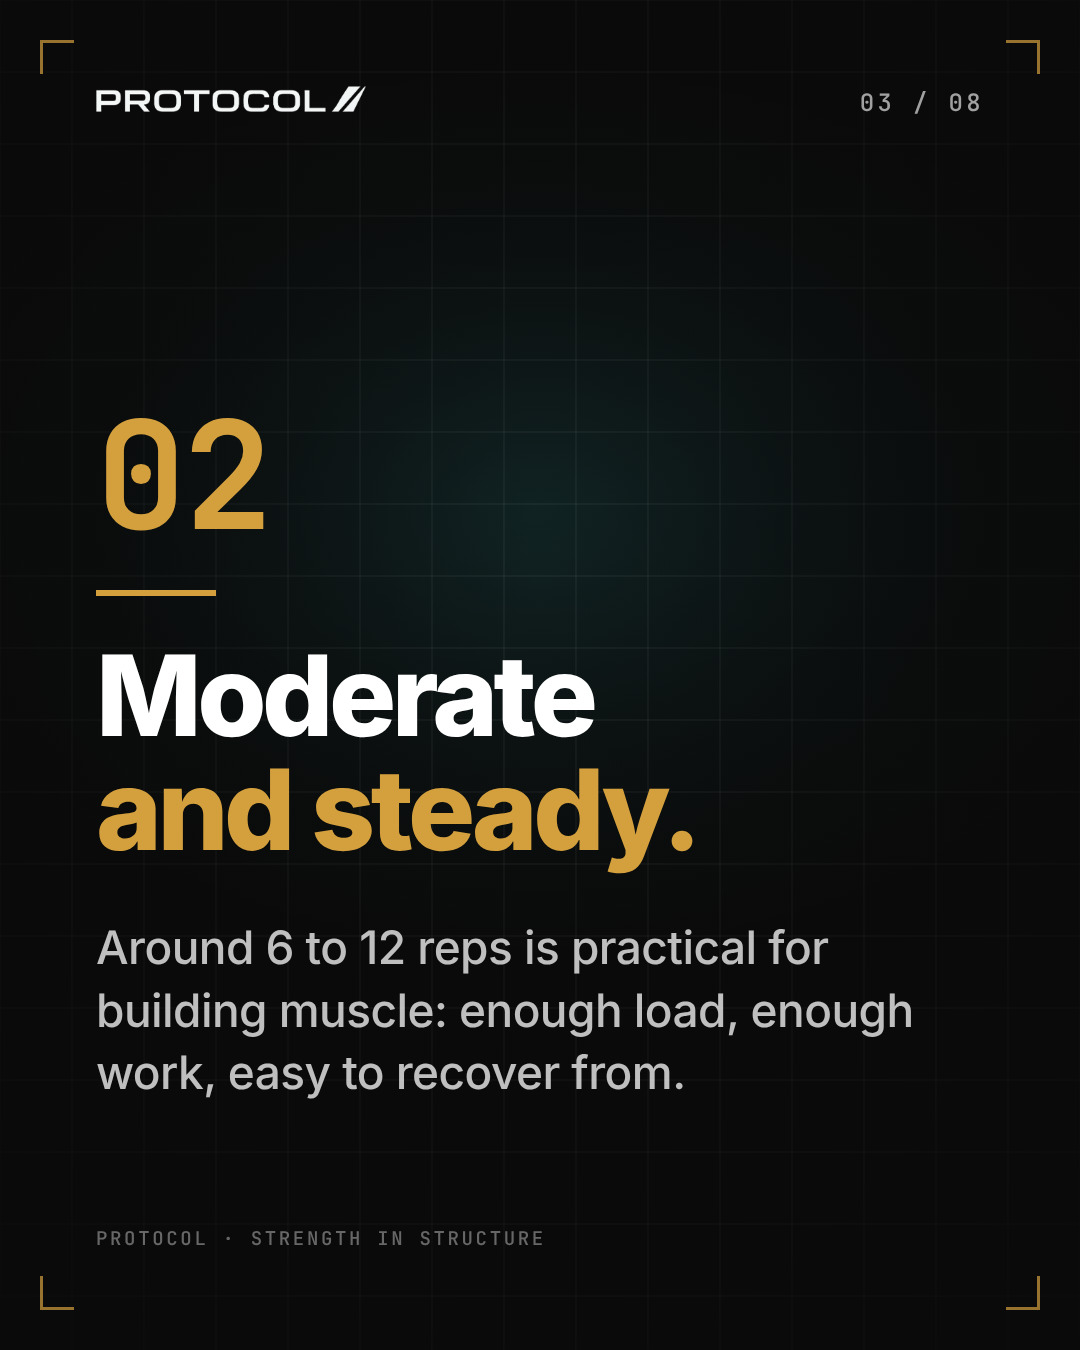 PROTOCOL
03 / 08
02
Moderate
and steady.
Around 6 to 12 reps is practical for
building muscle: enough load, enough
work, easy to recover from.
PROTOCOL · STRENGTH IN STRUCTURE